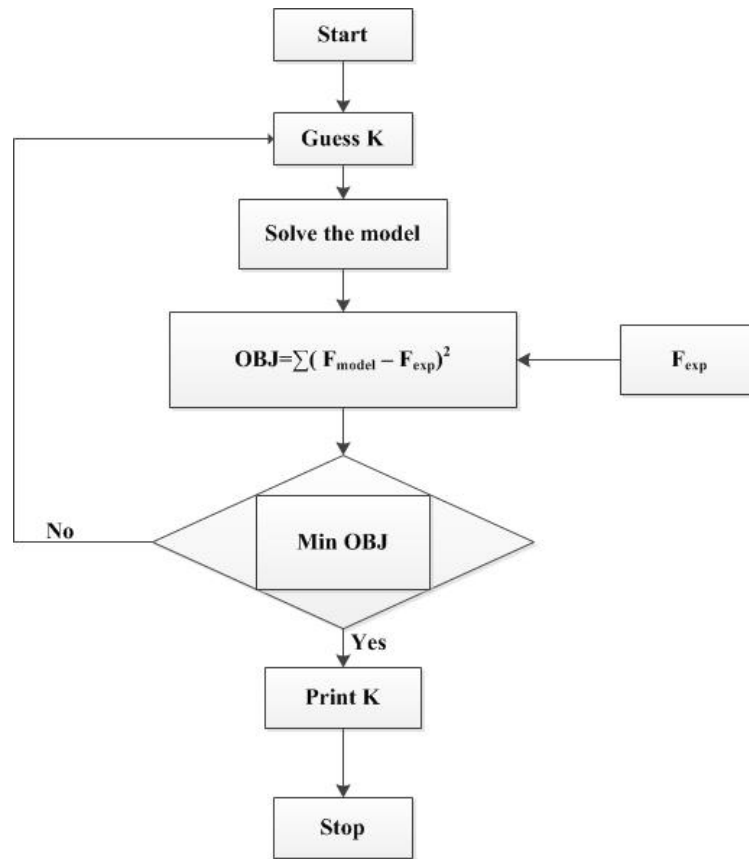 Start
Guess K
Solve the model
OBJ=∑( F_model – F_exp)²
F_exp
No
Min OBJ
Yes
Print K
Stop